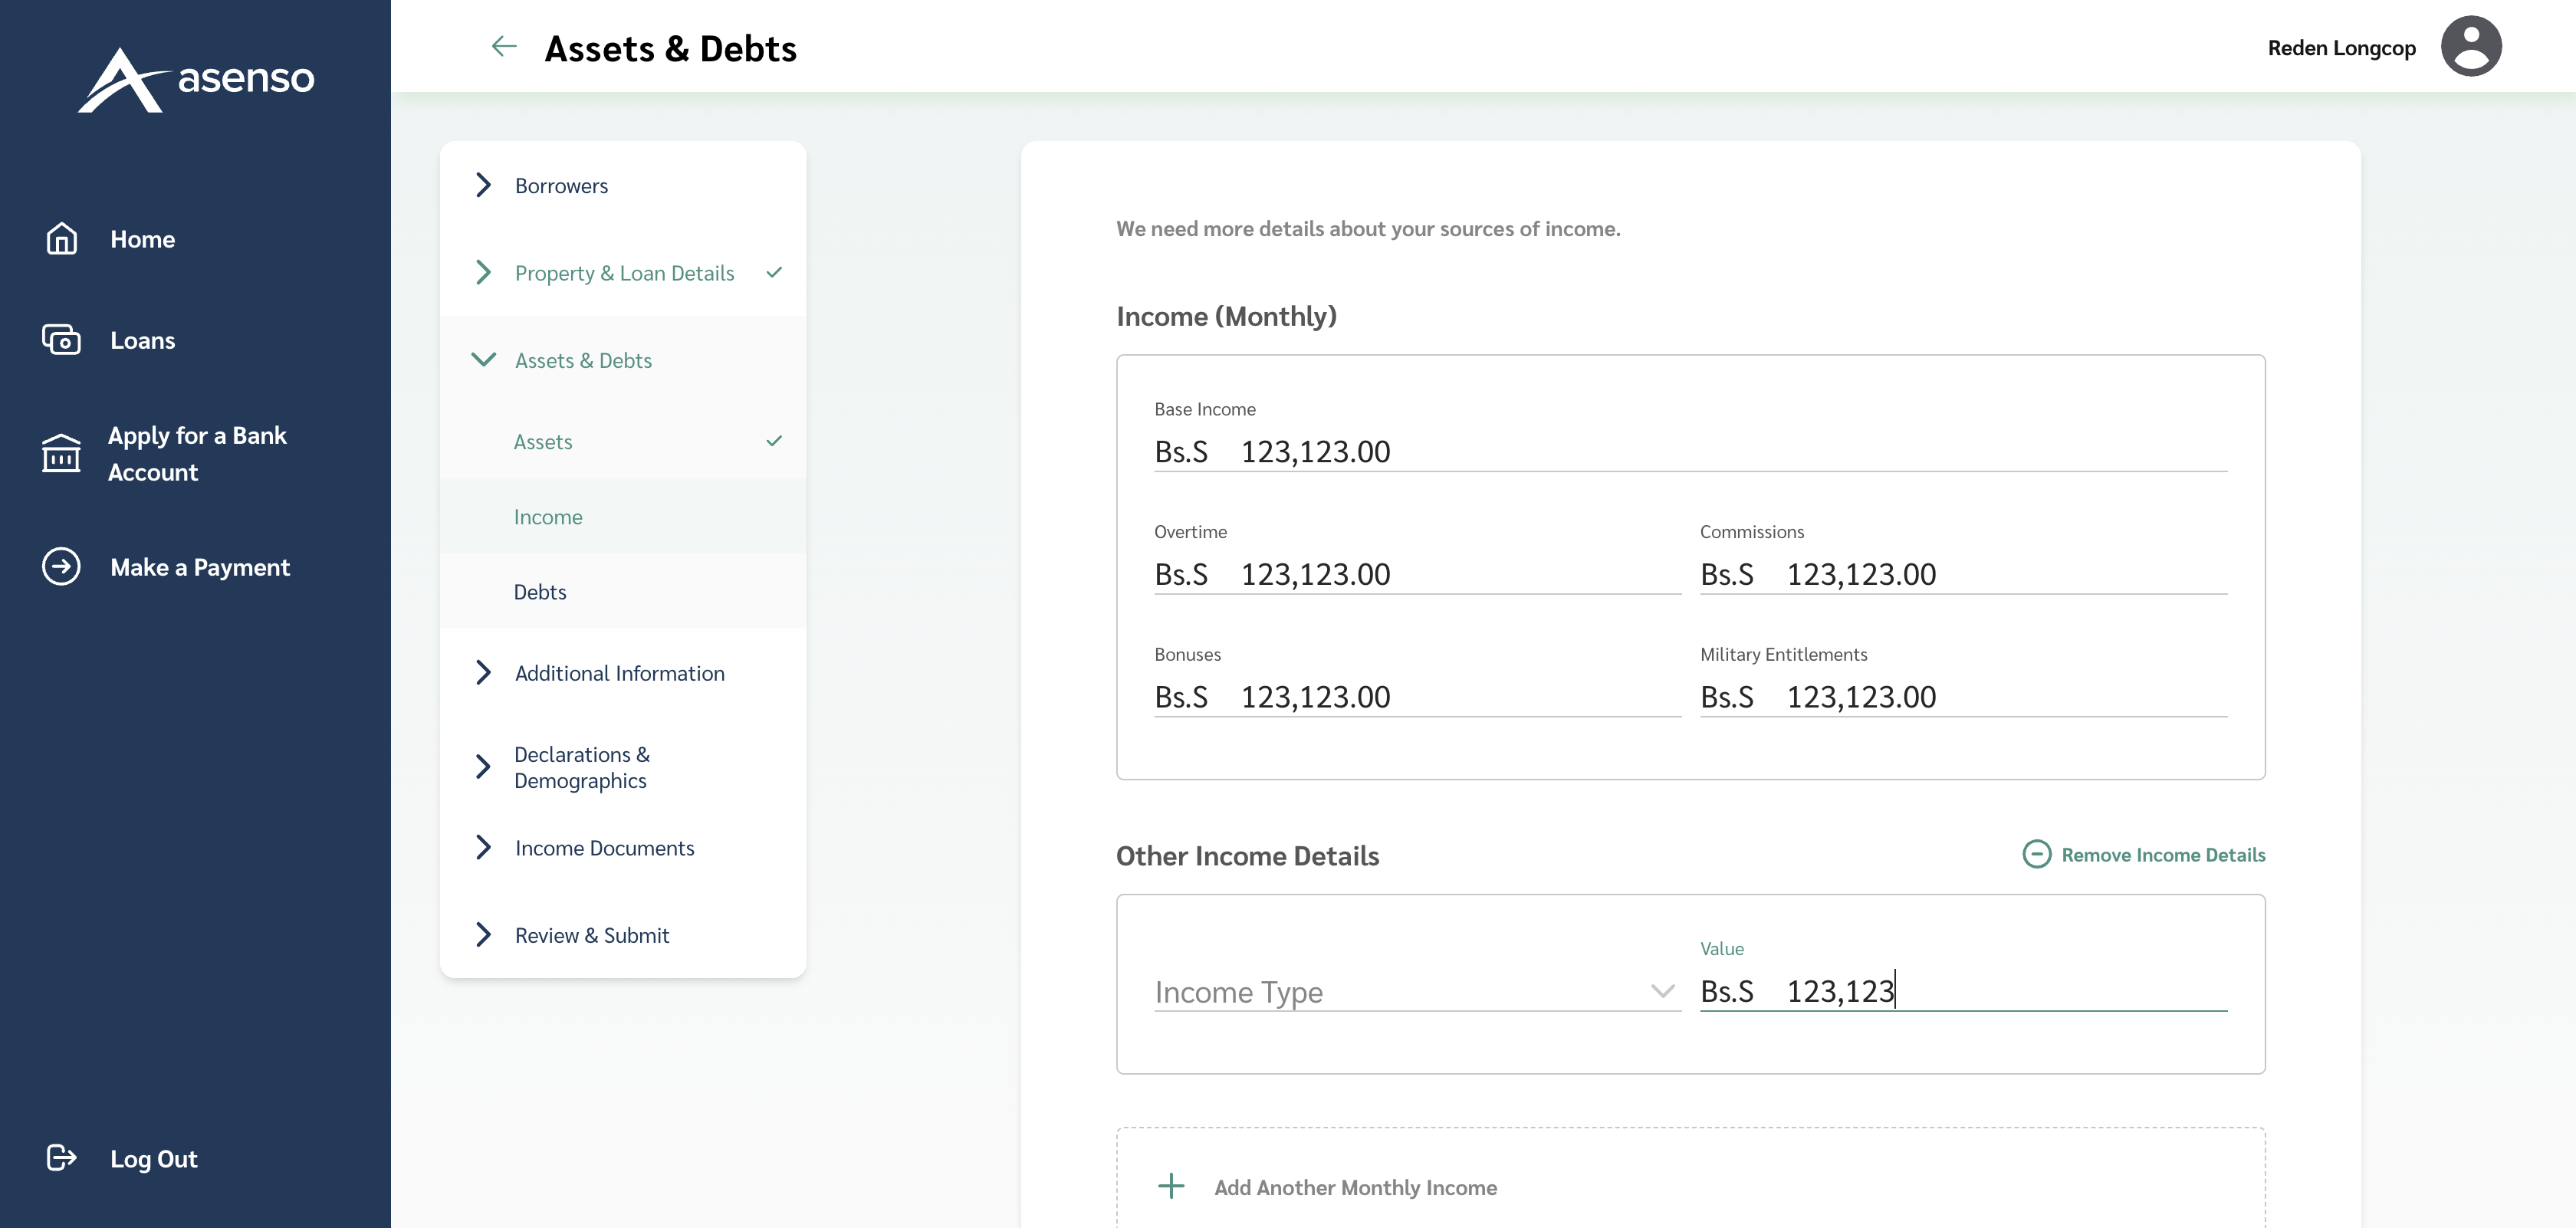 asenso
Home
Loans
Apply for a Bank
Account
Make a Payment
Log Out
Assets & Debts
Reden Longcop
Borrowers
Property & Loan Details
Assets & Debts
Assets
Income
Debts
Additional Information
Declarations &
Demographics
Income Documents
Review & Submit
We need more details about your sources of income.
Income (Monthly)
Base Income
Bs.S 123,123.00
Overtime
Bs.S 123,123.00
Commissions
Bs.S 123,123.00
Bonuses
Bs.S 123,123.00
Military Entitlements
Bs.S 123,123.00
Other Income Details
Remove Income Details
Income Type
Value
Bs.S 123,123
Add Another Monthly Income